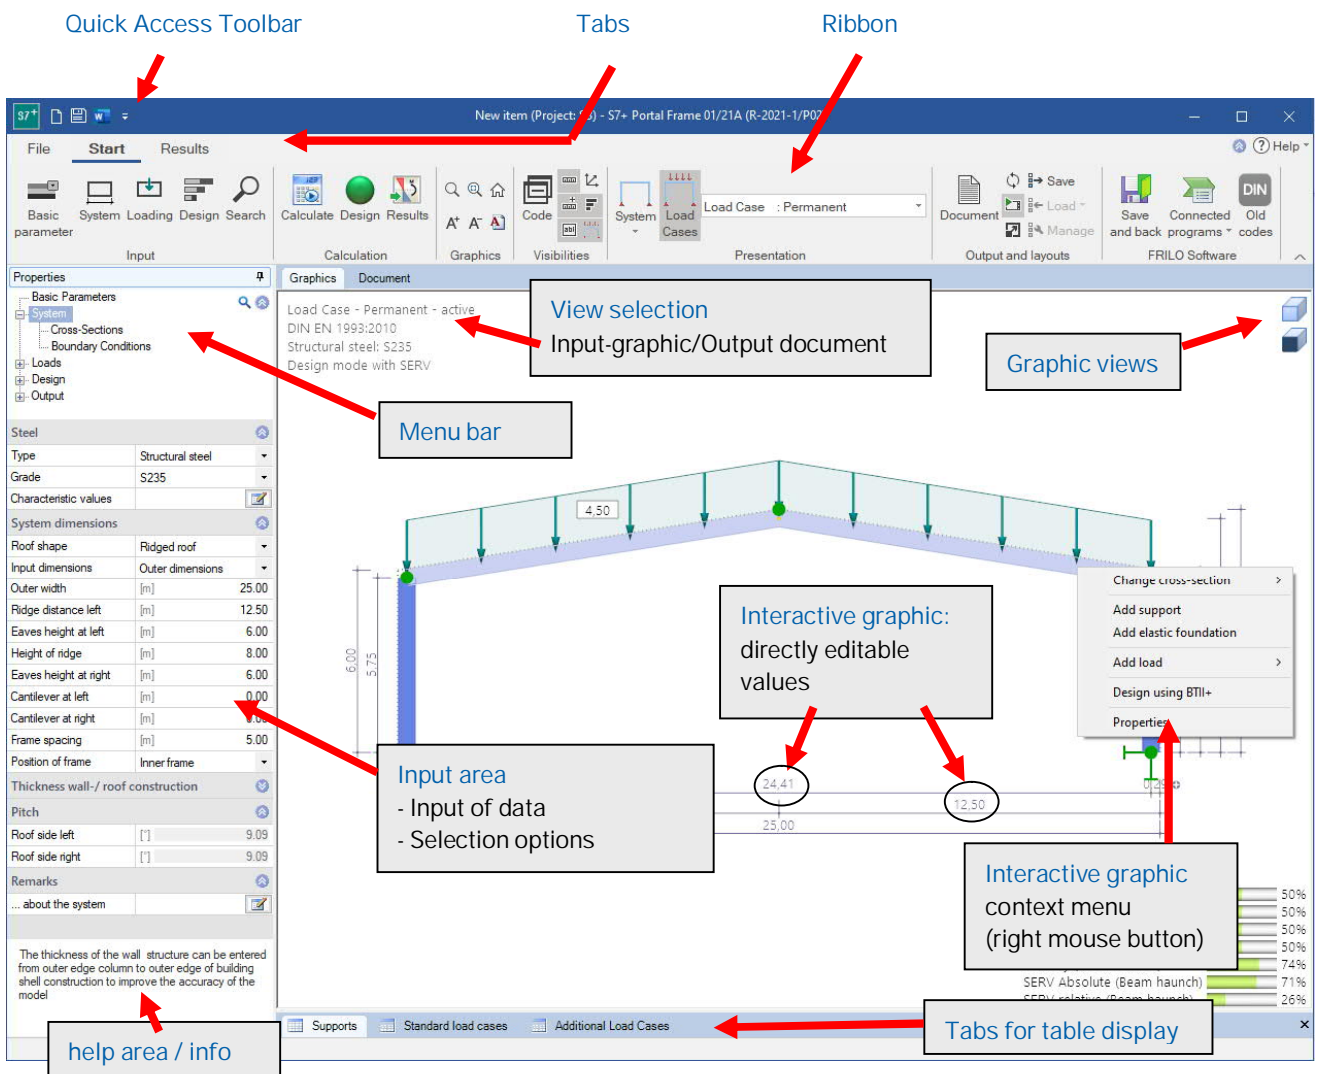 Quick Access Toolbar Tabs Ribbon
S7+ New item (Project: ) - S7+ Portal Frame 01/21A (R-2021-1/P02
File Start Results Help
Basic parameter System Loading Design Search
Input
Calculate Design Results
Calculation
A+ A- A
Graphics
Code
abl
Visibilities
System Load Cases Load Case : Permanent
Presentation
Document Save
Load
Manage
Output and layouts
Save and back Connected programs DIN Old codes
FRILO Software
Properties
Basic Parameters
System
Cross-Sections
Boundary Conditions
Loads
Design
Output
Steel
Type Structural steel
Grade S235
Characteristic values
System dimensions
Roof shape Ridged roof
Input dimensions Outer dimensions
Outer width [m] 25.00
Ridge distance left [m] 12.50
Eaves height at left [m] 6.00
Height of ridge [m] 8.00
Eaves height at right [m] 6.00
Cantilever at left [m] 0.00
Cantilever at right [m] 0.00
Frame spacing [m] 5.00
Position of frame Inner frame
Thickness wall-/ roof construction
Pitch
Roof side left [°] 9.09
Roof side right [°] 9.09
Remarks
... about the system
The thickness of the wall structure can be entered
from outer edge column to outer edge of building
shell construction to improve the accuracy of the
model
help area / info
Graphics Document
Load Case - Permanent - active
DIN EN 1993:2010
Structural steel: S235
Design mode with SERV
View selection
Input-graphic/Output document
Graphic views
Menu bar
4,50
6.00
5.75
Interactive graphic:
directly editable
values
Change cross-section
Add support
Add elastic foundation
Add load
Design using BTII+
Properties
Input area
- Input of data
- Selection options
24,41
12,50
25,00
Interactive graphic
context menu
(right mouse button)
50%
50%
50%
50%
74%
SERV Absolute (Beam haunch) 71%
SERV relative (Beam haunch) 26%
Supports Standard load cases Additional Load Cases
Tabs for table display